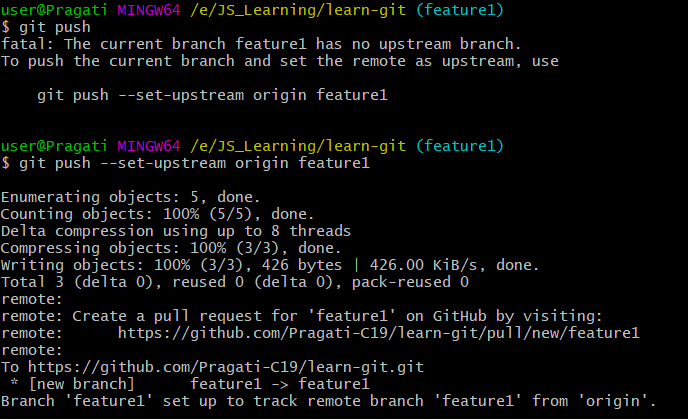 user@Pragati MINGW64 /e/JS_Learning/learn-git (feature1)
$ git push
fatal: The current branch feature1 has no upstream branch.
To push the current branch and set the remote as upstream, use
    git push --set-upstream origin feature1
user@Pragati MINGW64 /e/JS_Learning/learn-git (feature1)
$ git push --set-upstream origin feature1
Enumerating objects: 5, done.
Counting objects: 100% (5/5), done.
Delta compression using up to 8 threads
Compressing objects: 100% (3/3), done.
Writing objects: 100% (3/3), 426 bytes | 426.00 KiB/s, done.
Total 3 (delta 0), reused 0 (delta 0), pack-reused 0
remote:
remote: Create a pull request for 'feature1' on GitHub by visiting:
remote:      https://github.com/Pragati-C19/learn-git/pull/new/feature1
remote:
To https://github.com/Pragati-C19/learn-git.git
 * [new branch]      feature1 -> feature1
Branch 'feature1' set up to track remote branch 'feature1' from 'origin'.